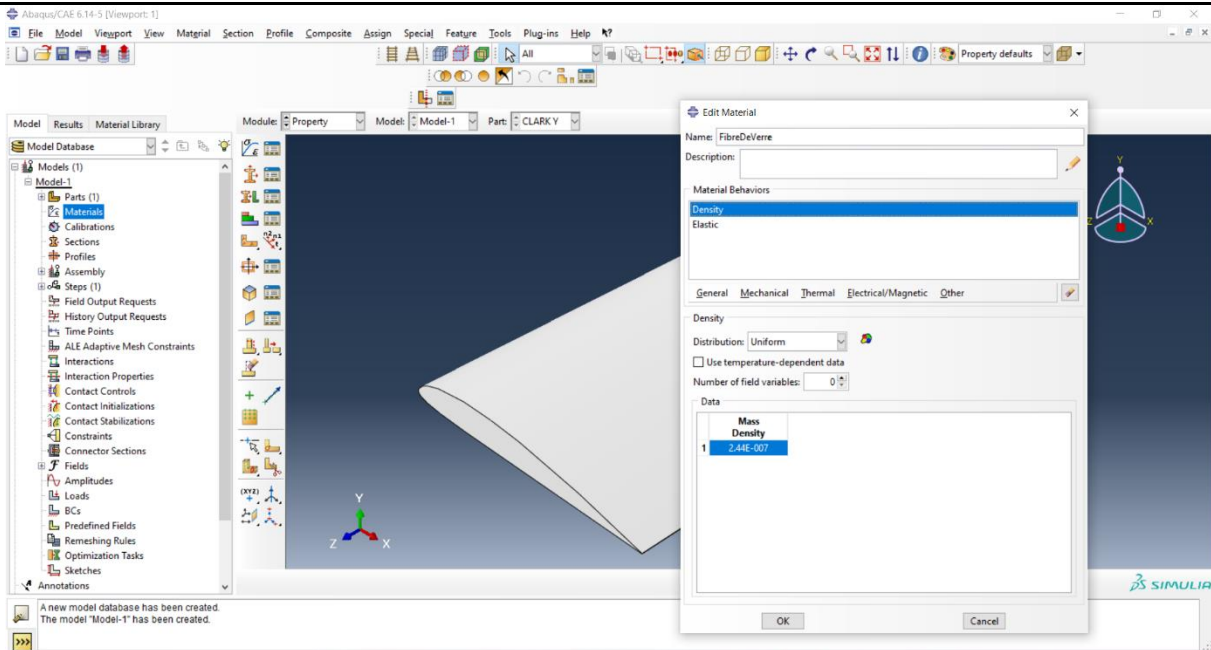 Abaqus/CAE 6.14-5 [Viewport: 1]
File Model Viewport View Material Section Profile Composite Assign Special Feature Tools Plug-ins Help
All
Property defaults
Model Results Material Library
Module: Property Model: Model-1 Part: CLARK Y
Model Database
Models (1)
Model-1
Parts (1)
Materials
Calibrations
Sections
Profiles
Assembly
Steps (1)
Field Output Requests
History Output Requests
Time Points
ALE Adaptive Mesh Constraints
Interactions
Interaction Properties
Contact Controls
Contact Initializations
Contact Stabilizations
Constraints
Connector Sections
Fields
Amplitudes
Loads
BCs
Predefined Fields
Remeshing Rules
Optimization Tasks
Sketches
Annotations
(XYZ)
Y
Z X
Y
Z X
Edit Material
Name: FibreDeVerre
Description:
Material Behaviors
Density
Elastic
General Mechanical Thermal Electrical/Magnetic Other
Density
Distribution: Uniform
Use temperature-dependent data
Number of field variables: 0
Data
Mass
Density
1 2.44E-007
OK Cancel
DS SIMULIA
A new model database has been created.
The model "Model-1" has been created.
>>>